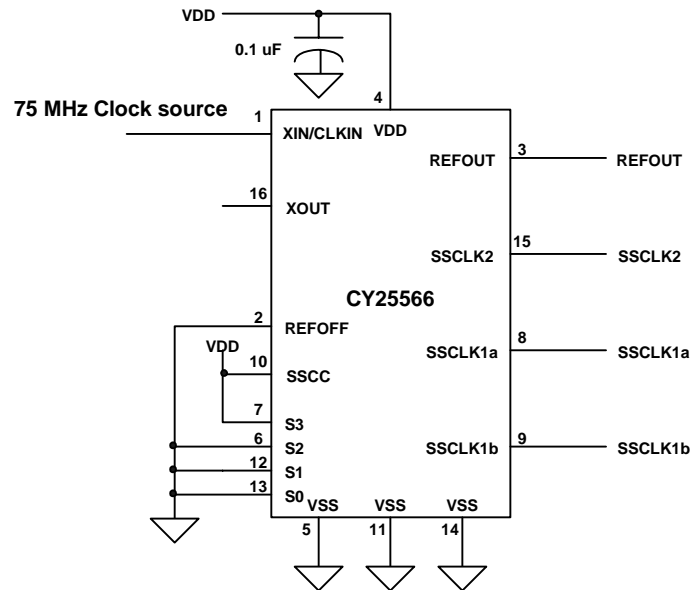 VDD
0.1 uF
75 MHz Clock source
4
1
XIN/CLKIN
VDD
3
REFOUT
REFOUT
16
XOUT
15
SSCLK2
SSCLK2
CY25566
2
REFOFF
VDD
8
SSCLK1a
SSCLK1a
10
SSCC
7
S3
6
S2
9
SSCLK1b
SSCLK1b
12
S1
13
S0
VSS
VSS
VSS
5
11
14